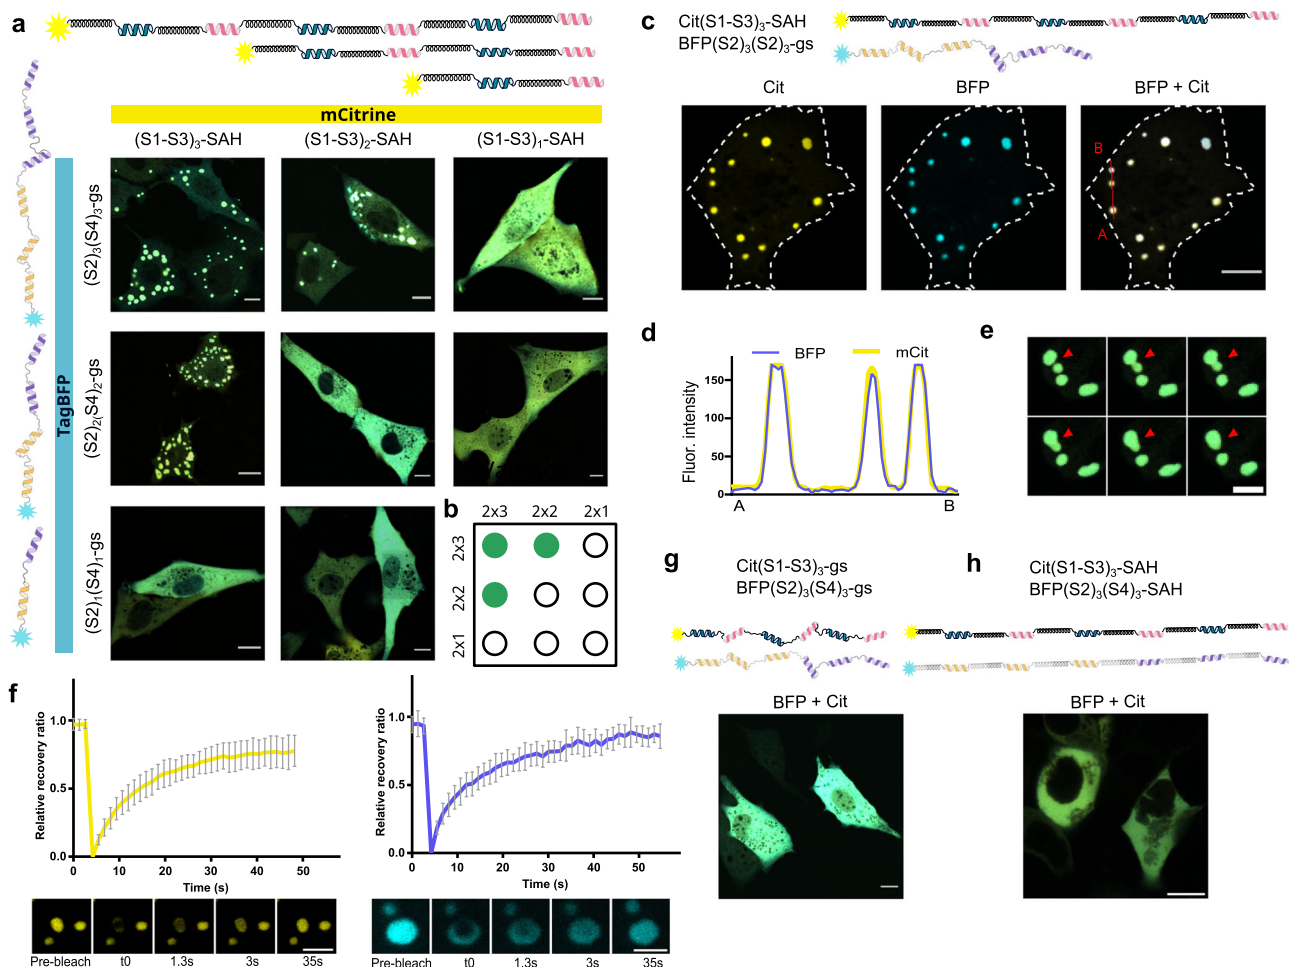 a
mCitrine
(S1-S3)3-SAH
(S1-S3)2-SAH
(S1-S3)1-SAH
TagBFP
(S2)3(S4)3-gs
(S2)2(S4)2-gs
(S2)1(S4)1-gs
b
2x3 2x2 2x1
2x3
2x2
2x1
c
Cit(S1-S3)3-SAH
BFP(S2)3(S2)3-gs
Cit
BFP
BFP + Cit
B
A
d
BFP
mCit
Fluor. intensity
150
100
50
0
A
B
e
f
Relative recovery ratio
1.0
0.5
0.0
0 10 20 30 40 50
Time (s)
Pre-bleach t0 1.3s 3s 35s
Relative recovery ratio
1.0
0.5
0.0
0 10 20 30 40 50
Time (s)
Pre-bleach t0 1.3s 3s 35s
g
Cit(S1-S3)3-gs
BFP(S2)3(S4)3-gs
BFP + Cit
h
Cit(S1-S3)3-SAH
BFP(S2)3(S4)3-SAH
BFP + Cit